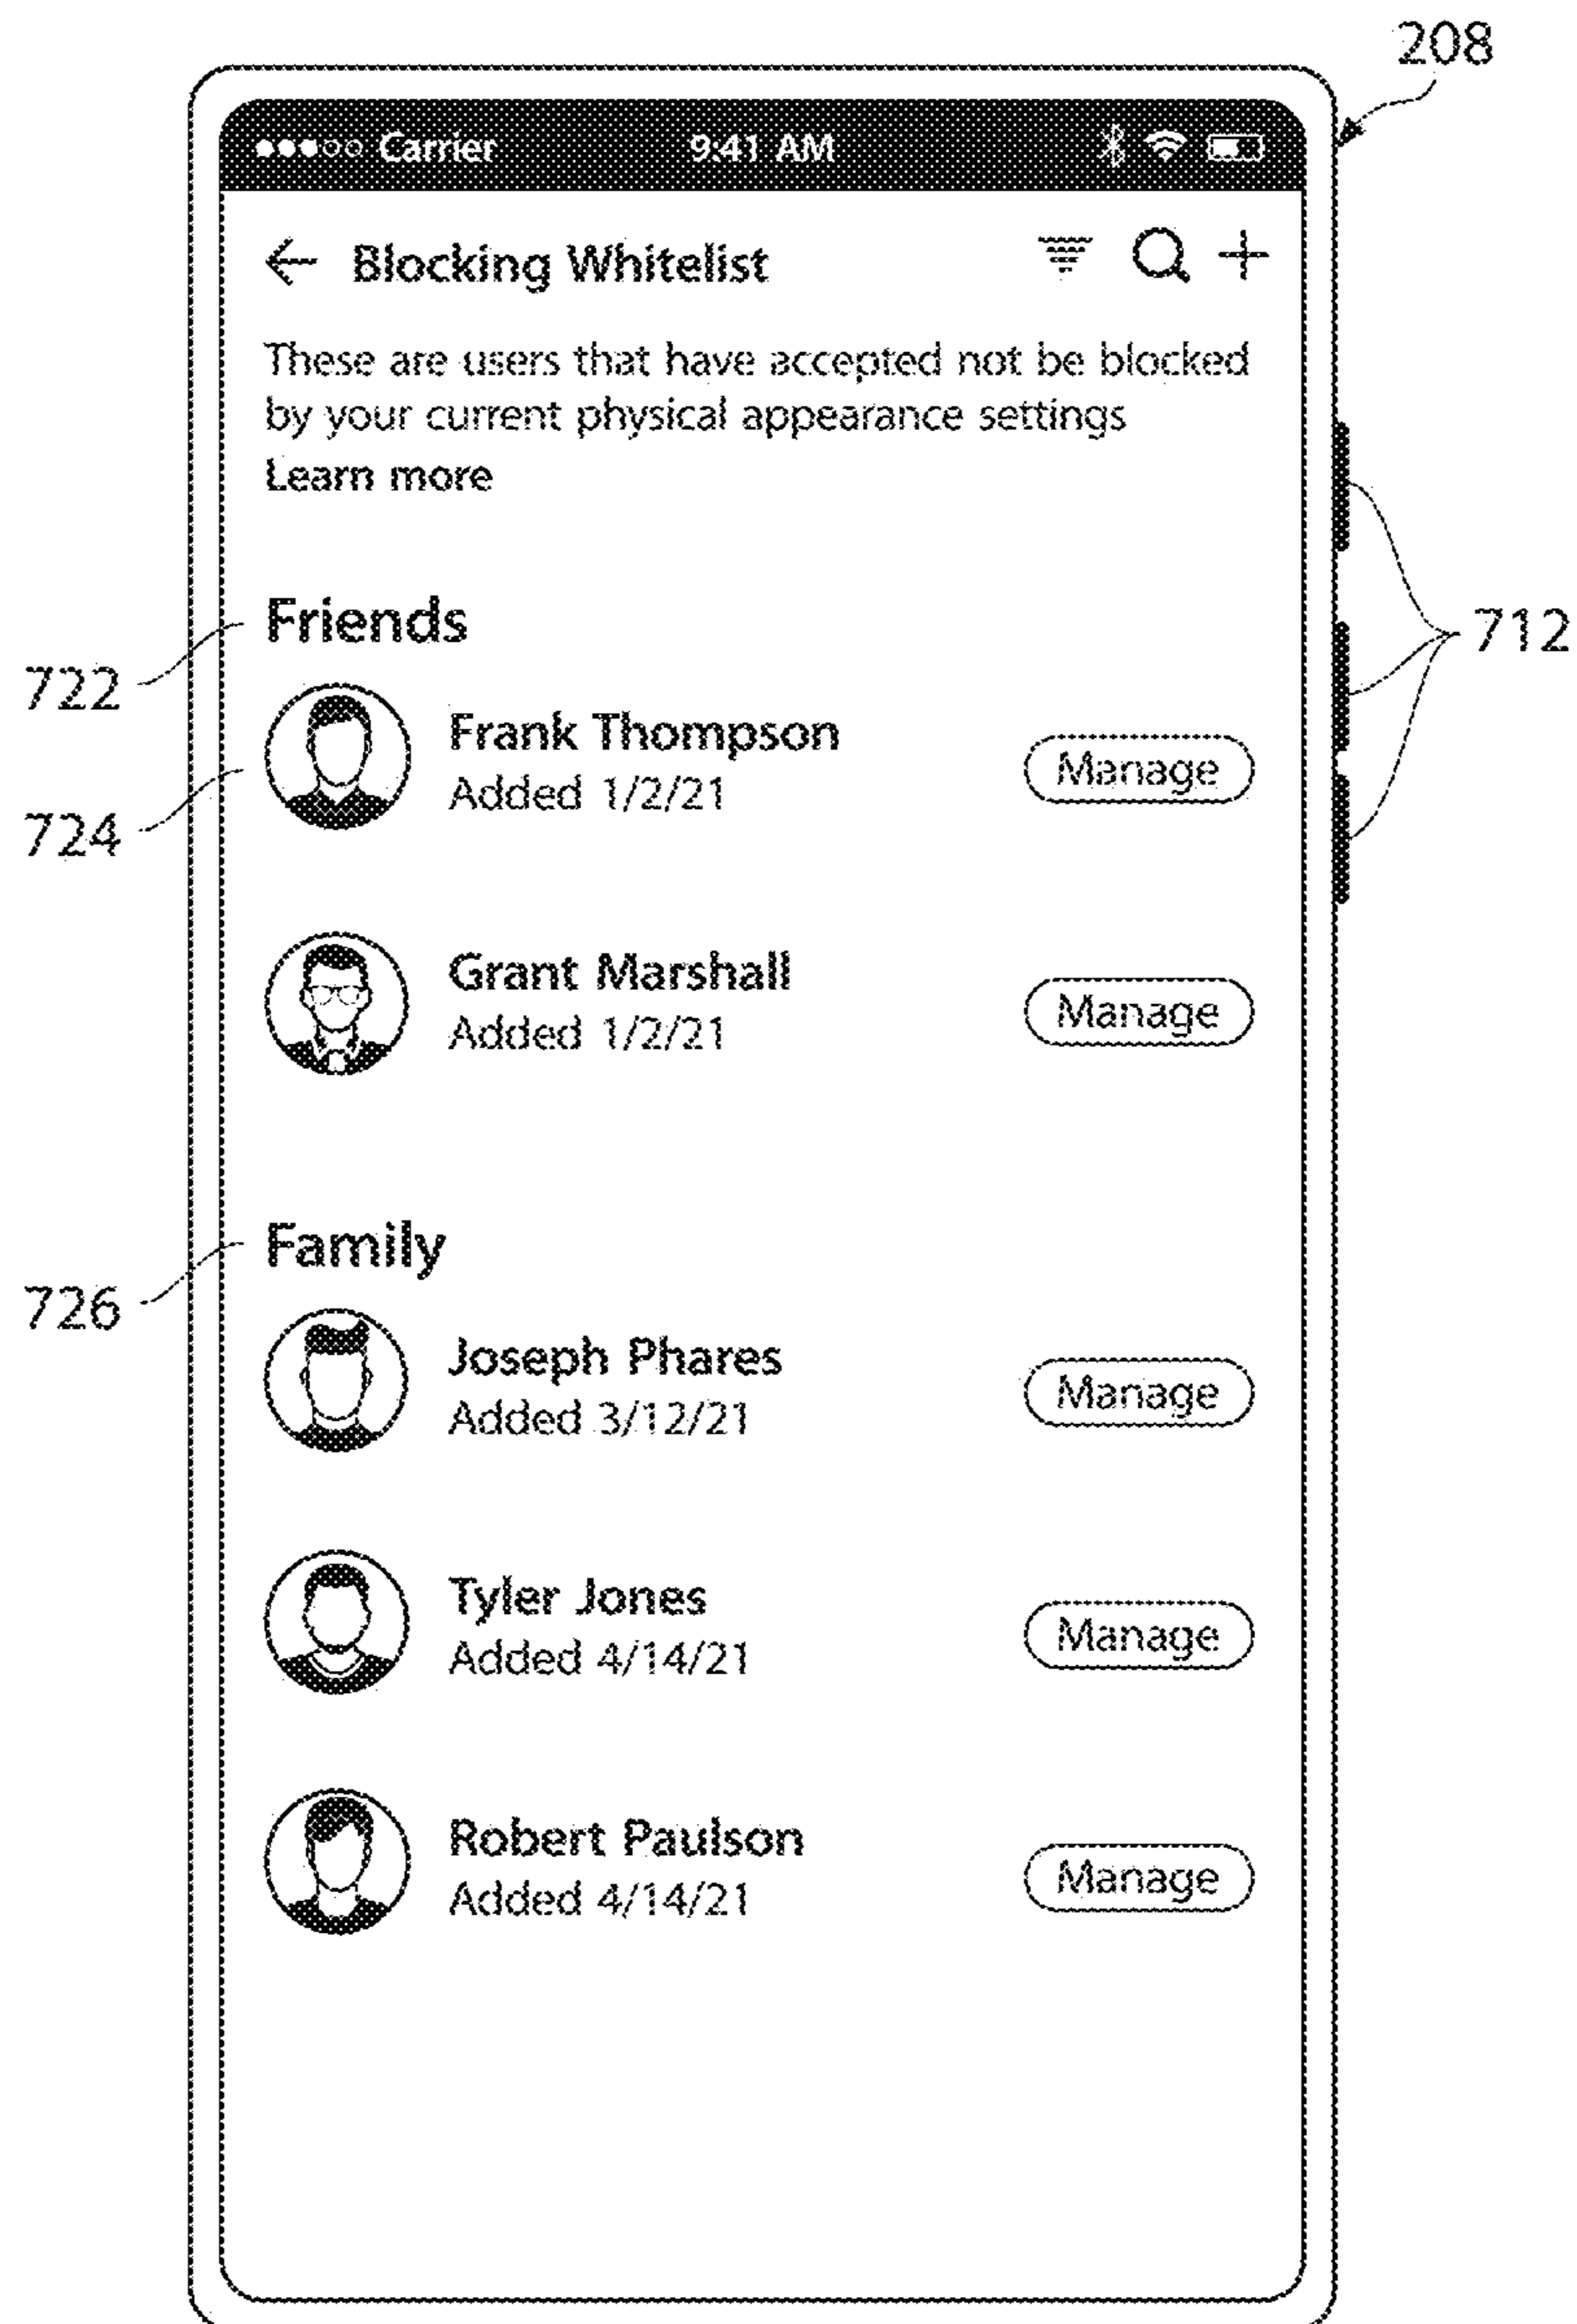 208
Carrier 9:41 AM
Blocking Whitelist
These are users that have accepted not be blocked
by your current physical appearance settings
Learn more
Friends
712
722
Frank Thompson
Added 1/2/21
Manage
724
Grant Marshall
Added 1/2/21
Manage
Family
726
Joseph Phares
Added 3/12/21
Manage
Tyler Jones
Added 4/14/21
Manage
Robert Paulson
Added 4/14/21
Manage